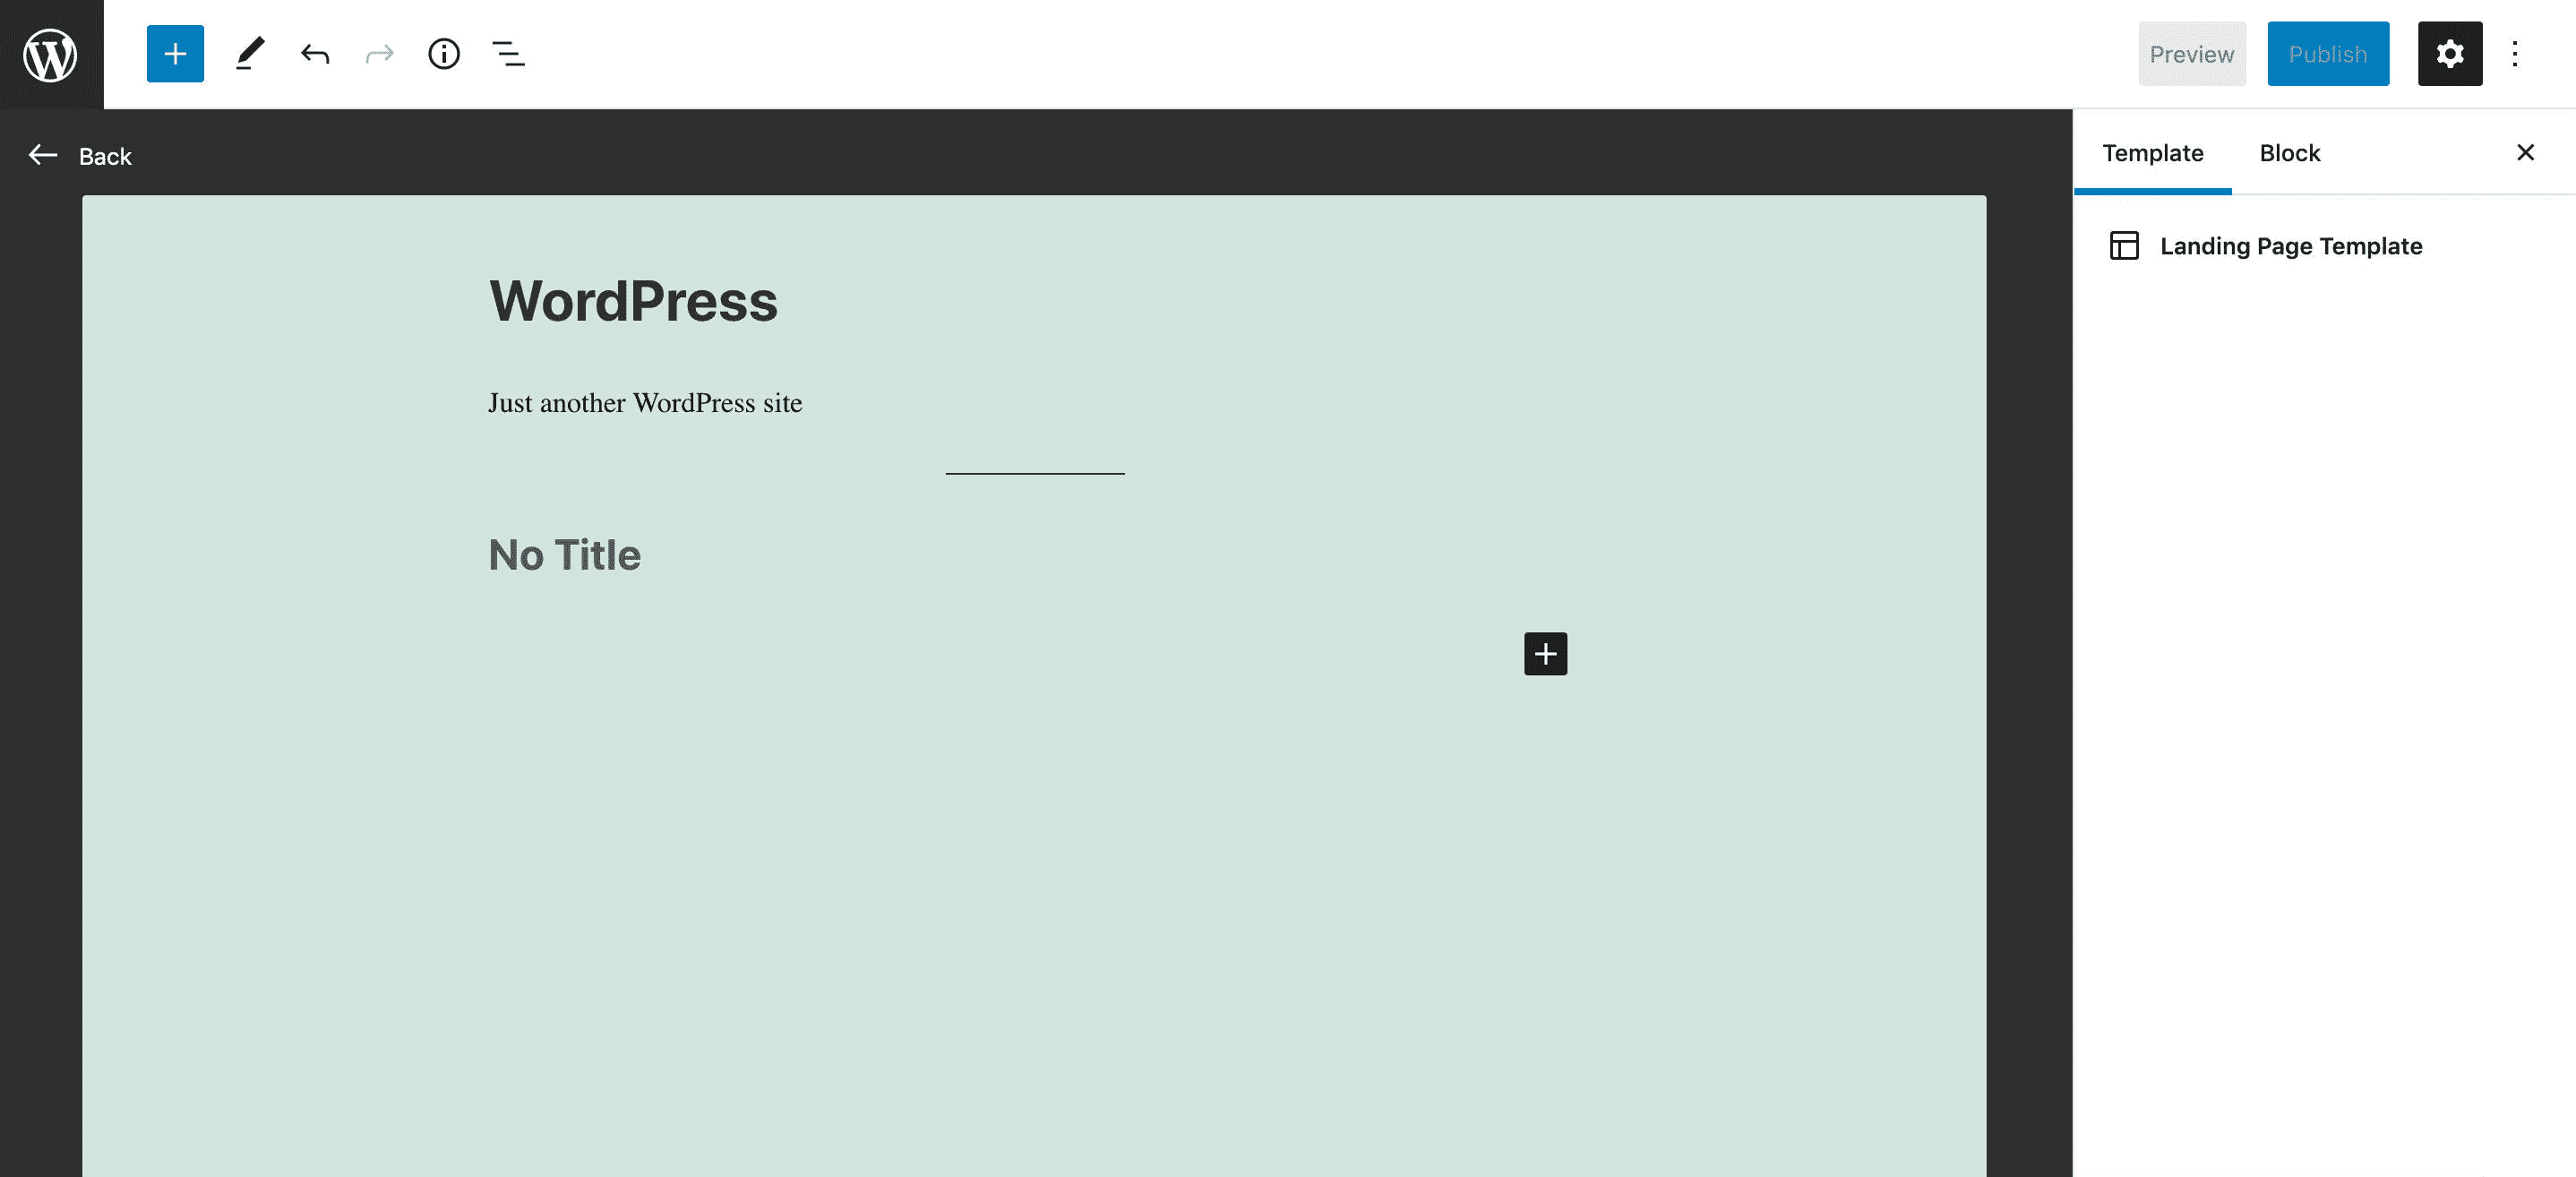 Preview
Publish
Back
Template
Block
Landing Page Template
WordPress
Just another WordPress site
No Title